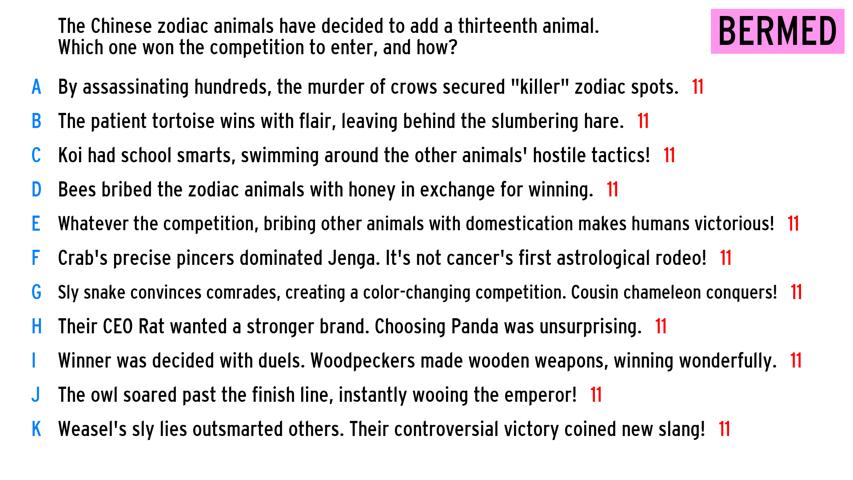 The Chinese zodiac animals have decided to add a thirteenth animal.
Which one won the competition to enter, and how?
BERMED
A By assassinating hundreds, the murder of crows secured "killer" zodiac spots. 11
B The patient tortoise wins with flair, leaving behind the slumbering hare. 11
C Koi had school smarts, swimming around the other animals' hostile tactics! 11
D Bees bribed the zodiac animals with honey in exchange for winning. 11
E Whatever the competition, bribing other animals with domestication makes humans victorious! 11
F Crab's precise pincers dominated Jenga. It's not cancer's first astrological rodeo! 11
G Sly snake convinces comrades, creating a color-changing competition. Cousin chameleon conquers! 11
H Their CEO Rat wanted a stronger brand. Choosing Panda was unsurprising. 11
I Winner was decided with duels. Woodpeckers made wooden weapons, winning wonderfully. 11
J The owl soared past the finish line, instantly wooing the emperor! 11
K Weasel's sly lies outsmarted others. Their controversial victory coined new slang! 11